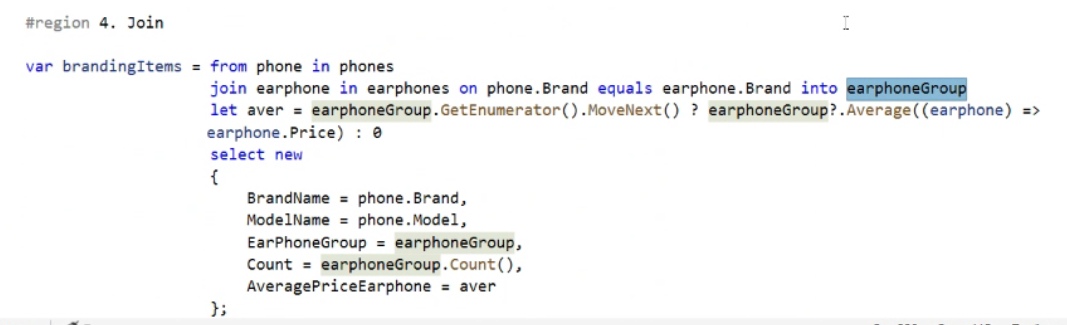 #region 4. Join
var brandingItems = from phone in phones
join earphone in earphones on phone.Brand equals earphone.Brand into earphoneGroup
let aver = earphoneGroup.GetEnumerator().MoveNext() ? earphoneGroup?.Average((earphone) =>
earphone.Price) : 0
select new
{
BrandName = phone.Brand,
ModelName = phone.Model,
EarPhoneGroup = earphoneGroup,
Count = earphoneGroup.Count(),
AveragePriceEarphone = aver
};